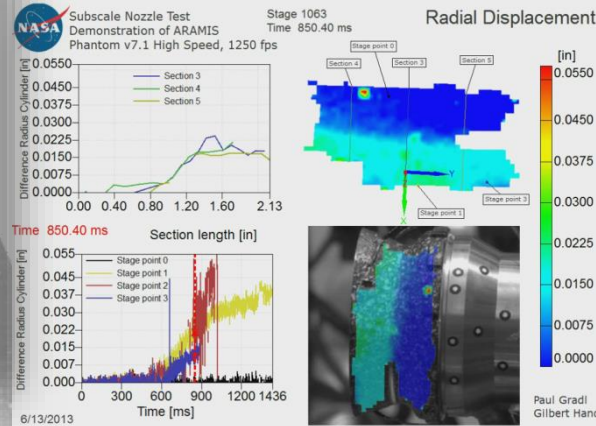 NASA
Subscale Nozzle Test
Demonstration of ARAMIS
Phantom v7.1 High Speed, 1250 fps
Stage 1063
Time 850.40 ms
Radial Displacement
Difference Radius Cylinder [in]
0.0550
0.0450
0.0375
0.0300
0.0225
0.0150
0.0075
0.0000
Section 3
Section 4
Section 5
0.00 0.40 0.80 1.20 1.60 2.13
Section length [in]
Time 850.40 ms
Difference Radius Cylinder [in]
0.055
0.045
0.037
0.030
0.022
0.015
0.007
0.000
Stage point 0
Stage point 1
Stage point 2
Stage point 3
0 300 600 900 1200 1436
Time [ms]
6/13/2013
Stage point 0
Section 4
Section 3
Section 5
Y
X
Stage point 1
Stage point 3
[in]
0.0550
0.0450
0.0375
0.0300
0.0225
0.0150
0.0075
0.0000
Paul Gradl
Gilbert